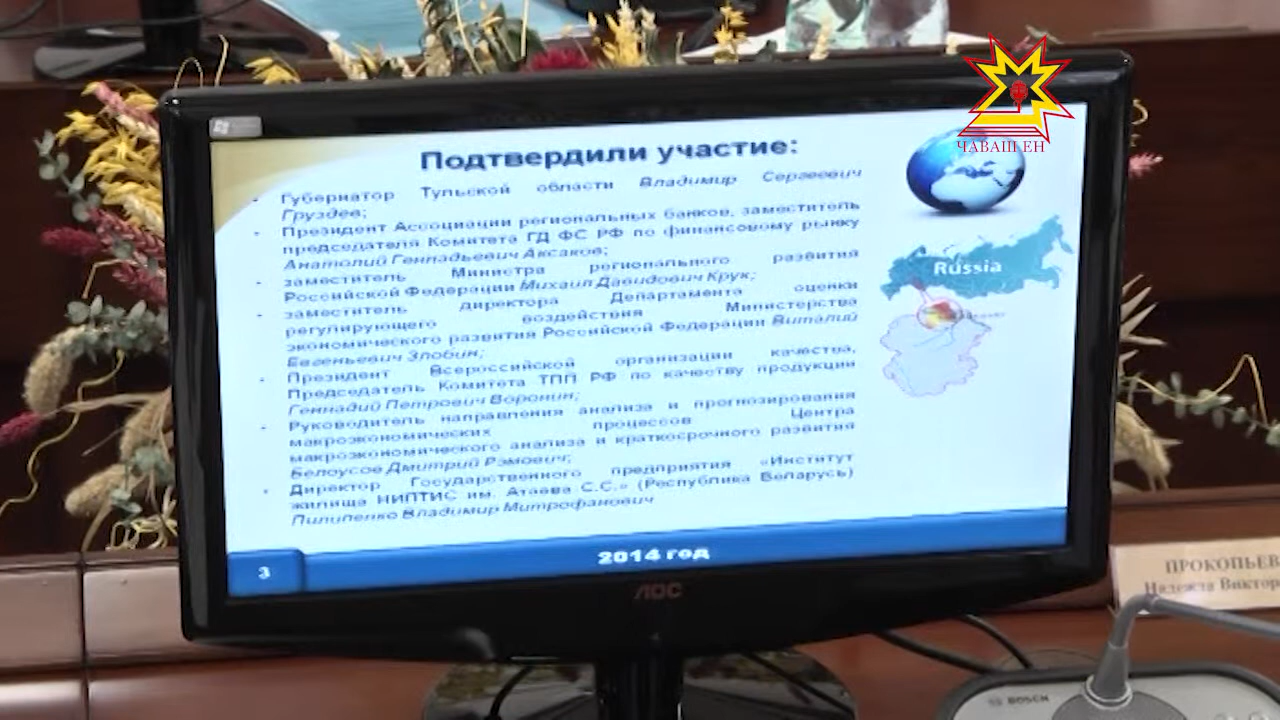 ЧĂВАШ ЕН
Подтвердили участие:
Губернатор Тульской области Владимир Сергеевич
Груздев;
Президент Ассоциации региональных банков, заместитель
председателя Комитета ГД ФС РФ по финансовому рынку
Анатолий Геннадьевич Аксаков;
заместитель Министра регионального развития
Российской Федерации Михаил Давидович Крук;
заместитель директора Департамента оценки
регулирующего воздействия Министерства
экономического развития Российской Федерации Виталий
Евгеньевич Злобин;
Президент Всероссийской организации качества,
Председатель Комитета ТПП РФ по качеству продукции
Геннадий Петрович Воронин;
Руководитель направления анализа и прогнозирования
макроэкономических процессов Центра
макроэкономического анализа и краткосрочного развития
Белоусов Дмитрий Рэмович;
Директор Государственного предприятия «Институт
жилища НИПТИС им. Атаева С.С.» (Республика Беларусь)
Пилипенко Владимир Митрофанович
Russia
3
2014 год
AOC
ПРОКОПЬЕВ
Надежда Виктор
BOSCH